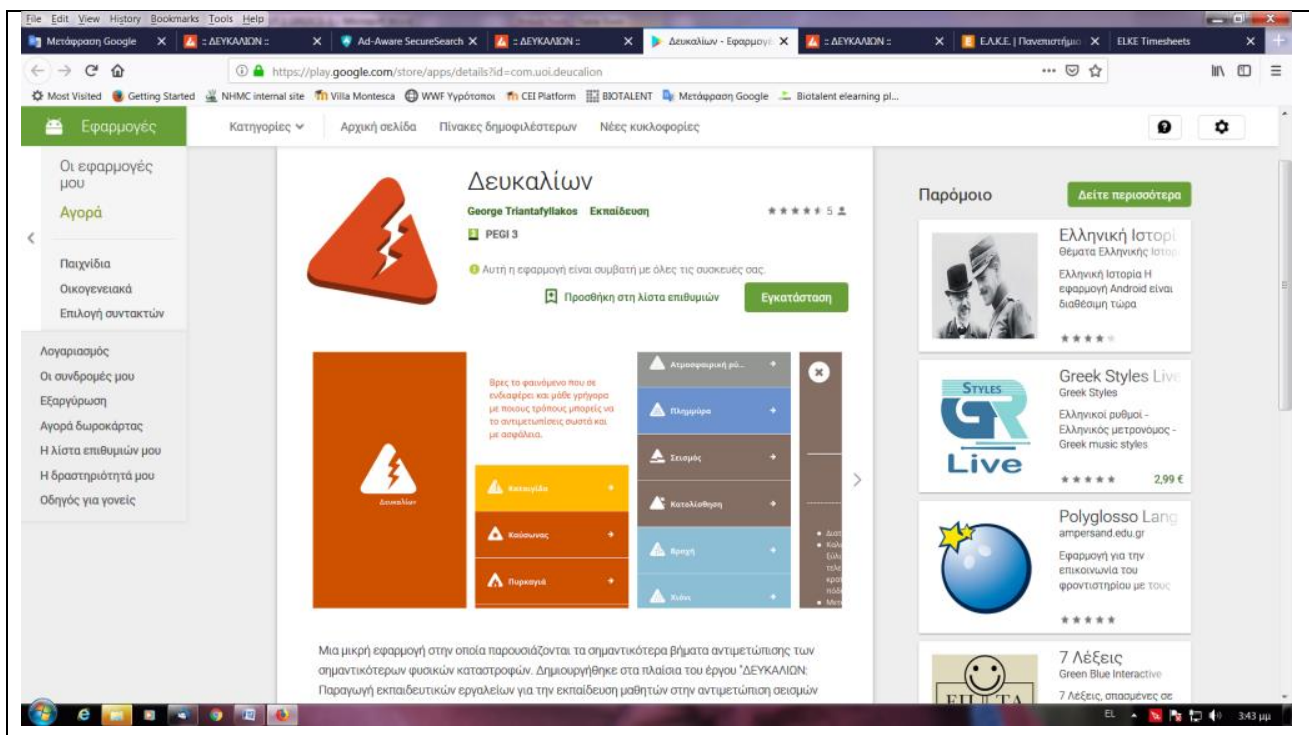 File Edit View History Bookmarks Tools Help
Μετάφραση Google
:: ΔΕΥΚΑΛΙΩΝ ::
Ad-Aware SecureSearch
:: ΔΕΥΚΑΛΙΩΝ ::
Δευκαλίων - Εφαρμογέ
:: ΔΕΥΚΑΛΙΩΝ ::
Ε.Λ.Κ.Ε. | Πανεπιστήμιο
ELKE Timesheets
https://play.google.com/store/apps/details?id=com.uoi.deucalion
Most Visited Getting Started NHMC internal site Villa Montesca WWF Υγρότοποι CEI Platform BIOTALENT Μετάφραση Google Biotalent elearning pl...
Εφαρμογές
Κατηγορίες Αρχική σελίδα Πίνακες δημοφιλέστερων Νέες κυκλοφορίες
Οι εφαρμογές
μου
Αγορά
Παιχνίδια
Οικογενειακά
Επιλογή συντακτών
Λογαριασμός
Οι συνδρομές μου
Εξαργύρωση
Αγορά δωροκάρτας
Η λίστα επιθυμιών μου
Η δραστηριότητά μου
Οδηγός για γονείς
Δευκαλίων
George Triantafyllakos Εκπαίδευση
5
PEGI 3
Αυτή η εφαρμογή είναι συμβατή με όλες τις συσκευές σας.
Προσθήκη στη λίστα επιθυμιών
Εγκατάσταση
Δευκαλίων
Βρες το φαινόμενο που σε
ενδιαφέρει και μάθε γρήγορα
με ποιους τρόπους μπορείς να
το αντιμετωπίσεις σωστά και
με ασφάλεια.
Καταιγίδα
Καύσωνας
Πυρκαγιά
Ατμοσφαιρική ρύ...
Πλημμύρα
Σεισμός
Κατολίσθηση
Βροχή
Χιόνι
Μια μικρή εφαρμογή στην οποία παρουσιάζονται τα σημαντικότερα βήματα αντιμετώπισης των
σημαντικότερων φυσικών καταστροφών. Δημιουργήθηκε στα πλαίσια του έργου "ΔΕΥΚΑΛΙΩΝ:
Παραγωγή εκπαιδευτικών εργαλείων για την εκπαίδευση μαθητών στην αντιμετώπιση σεισμών
Παρόμοιο
Δείτε περισσότερα
Ελληνική Ιστορί
Θέματα Ελληνικής Ιστορ
Ελληνική Ιστορία Η
εφαρμογή Android είναι
διαθέσιμη τώρα
STYLES
GR
Live
Greek Styles Live
Greek Styles
Ελληνικοί ρυθμοί -
Ελληνικός μετρονόμος -
Greek music styles
2,99 €
Polyglosso Lang
ampersand.edu.gr
Εφαρμογή για την
επικοινωνία του
φροντιστηρίου με τους
7 Λέξεις
Green Blue Interactive
7 Λέξεις, σπασμένες σε
ΕΠΤΑ
EL
3:43 μμ